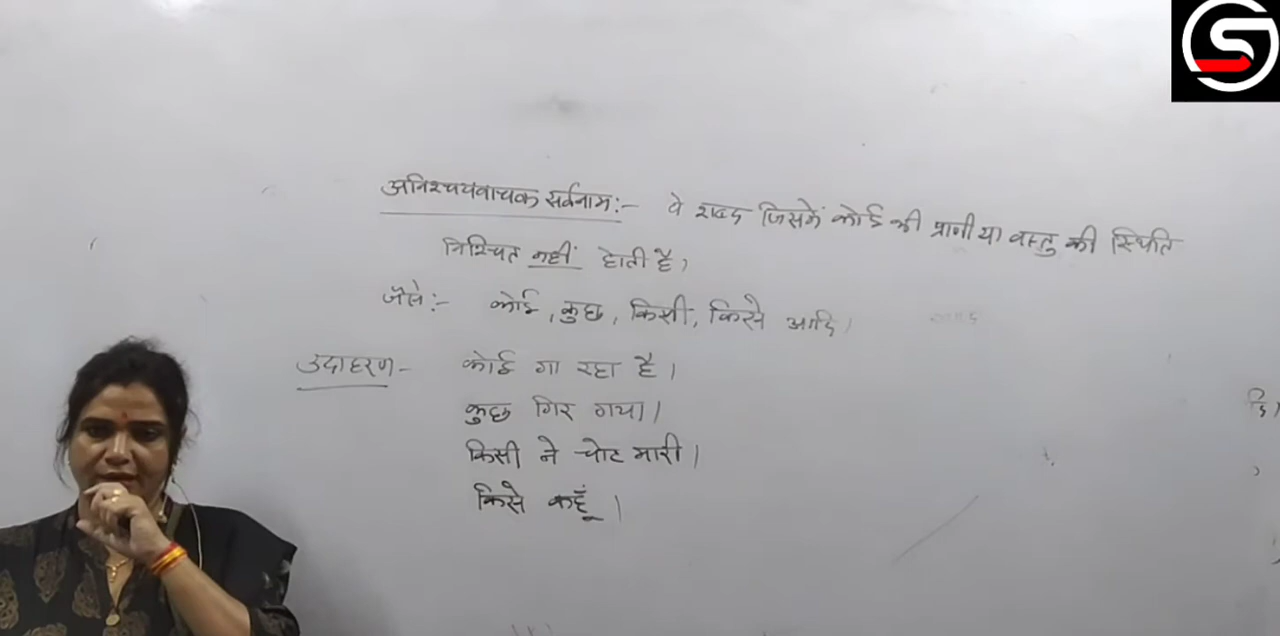 अनिश्चयवाचक सर्वनाम :- वे शब्द जिसमें कोई भी प्राणी या वस्तु की स्थिति
निश्चित नहीं होती है,
जैसे :- कोई, कुछ, किसी, किसे आदि।
उदाहरण - कोई गा रहा है।
कुछ गिर गया।
किसी ने चोट मारी।
किसे कहूँ।